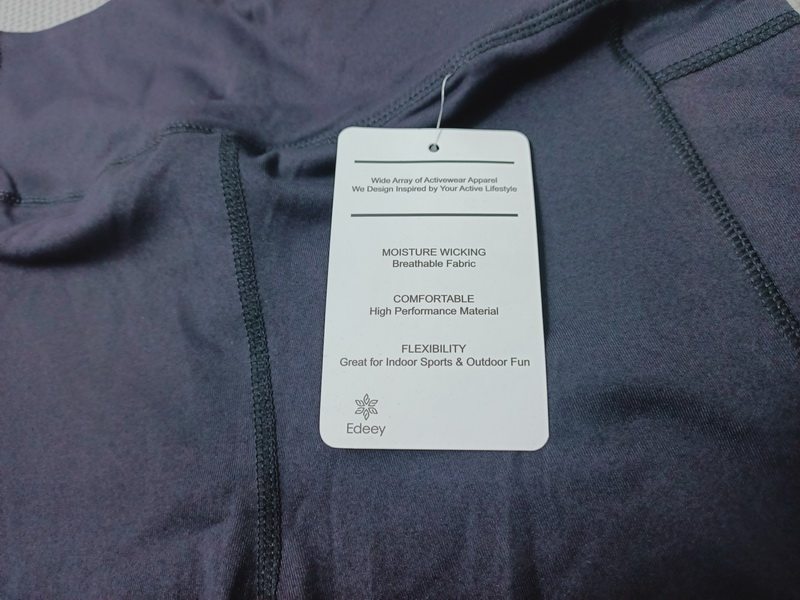 Wide Array of Activewear Apparel
We Design Inspired by Your Active Lifestyle
MOISTURE WICKING
Breathable Fabric
COMFORTABLE
High Performance Material
FLEXIBILITY
Great for Indoor Sports & Outdoor Fun
Edeey